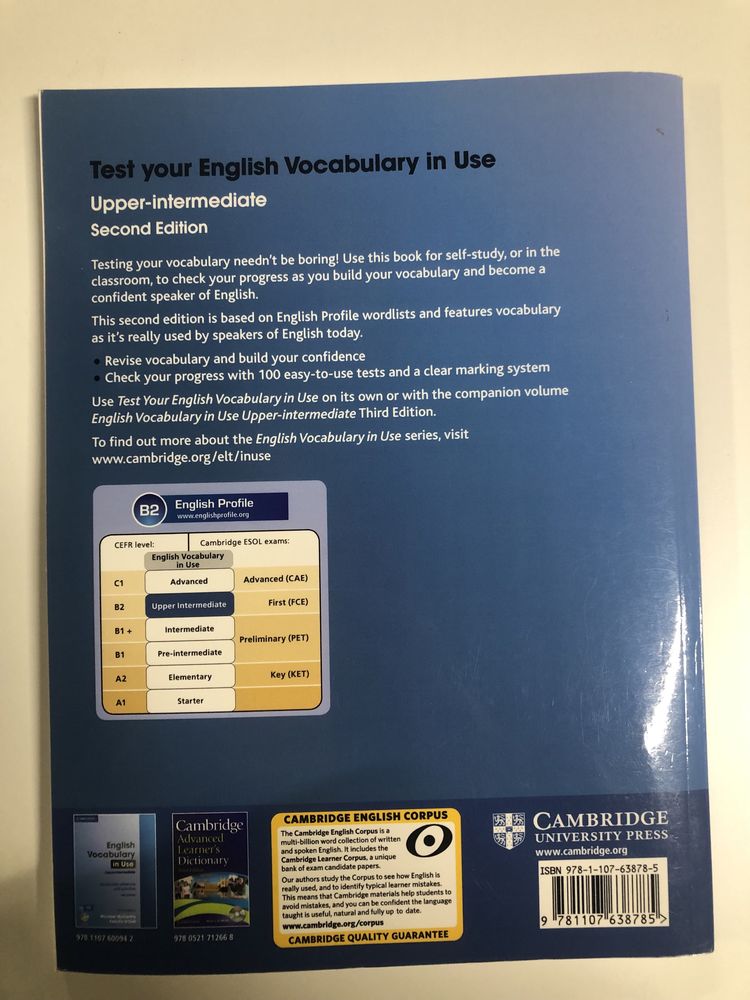 Test your English Vocabulary in Use
Upper-intermediate
Second Edition
Testing your vocabulary needn't be boring! Use this book for self-study, or in the
classroom, to check your progress as you build your vocabulary and become a
confident speaker of English.
This second edition is based on English Profile wordlists and features vocabulary
as it's really used by speakers of English today.
• Revise vocabulary and build your confidence
• Check your progress with 100 easy-to-use tests and a clear marking system
Use Test Your English Vocabulary in Use on its own or with the companion volume
English Vocabulary in Use Upper-intermediate Third Edition.
To find out more about the English Vocabulary in Use series, visit
www.cambridge.org/elt/inuse
B2 English Profile
www.englishprofile.org
CEFR level: Cambridge ESOL exams:
English Vocabulary
in Use
C1 Advanced Advanced (CAE)
B2 Upper Intermediate First (FCE)
B1 + Intermediate
Preliminary (PET)
B1 Pre-intermediate
A2 Elementary Key (KET)
A1 Starter
English
Vocabulary
in Use
978 1107 60094 2
Cambridge
Advanced
Learner's
Dictionary
978 0521 71266 8
CAMBRIDGE ENGLISH CORPUS
The Cambridge English Corpus is a
multi-billion word collection of written
and spoken English. It includes the
Cambridge Learner Corpus, a unique
bank of exam candidate papers.
Our authors study the Corpus to see how English is
really used, and to identify typical learner mistakes.
This means that Cambridge materials help students to
avoid mistakes, and you can be confident the language
taught is useful, natural and fully up to date.
www.cambridge.org/corpus
CAMBRIDGE QUALITY GUARANTEE
CAMBRIDGE
UNIVERSITY PRESS
www.cambridge.org
ISBN 978-1-107-63878-5
9 781107 638785 >